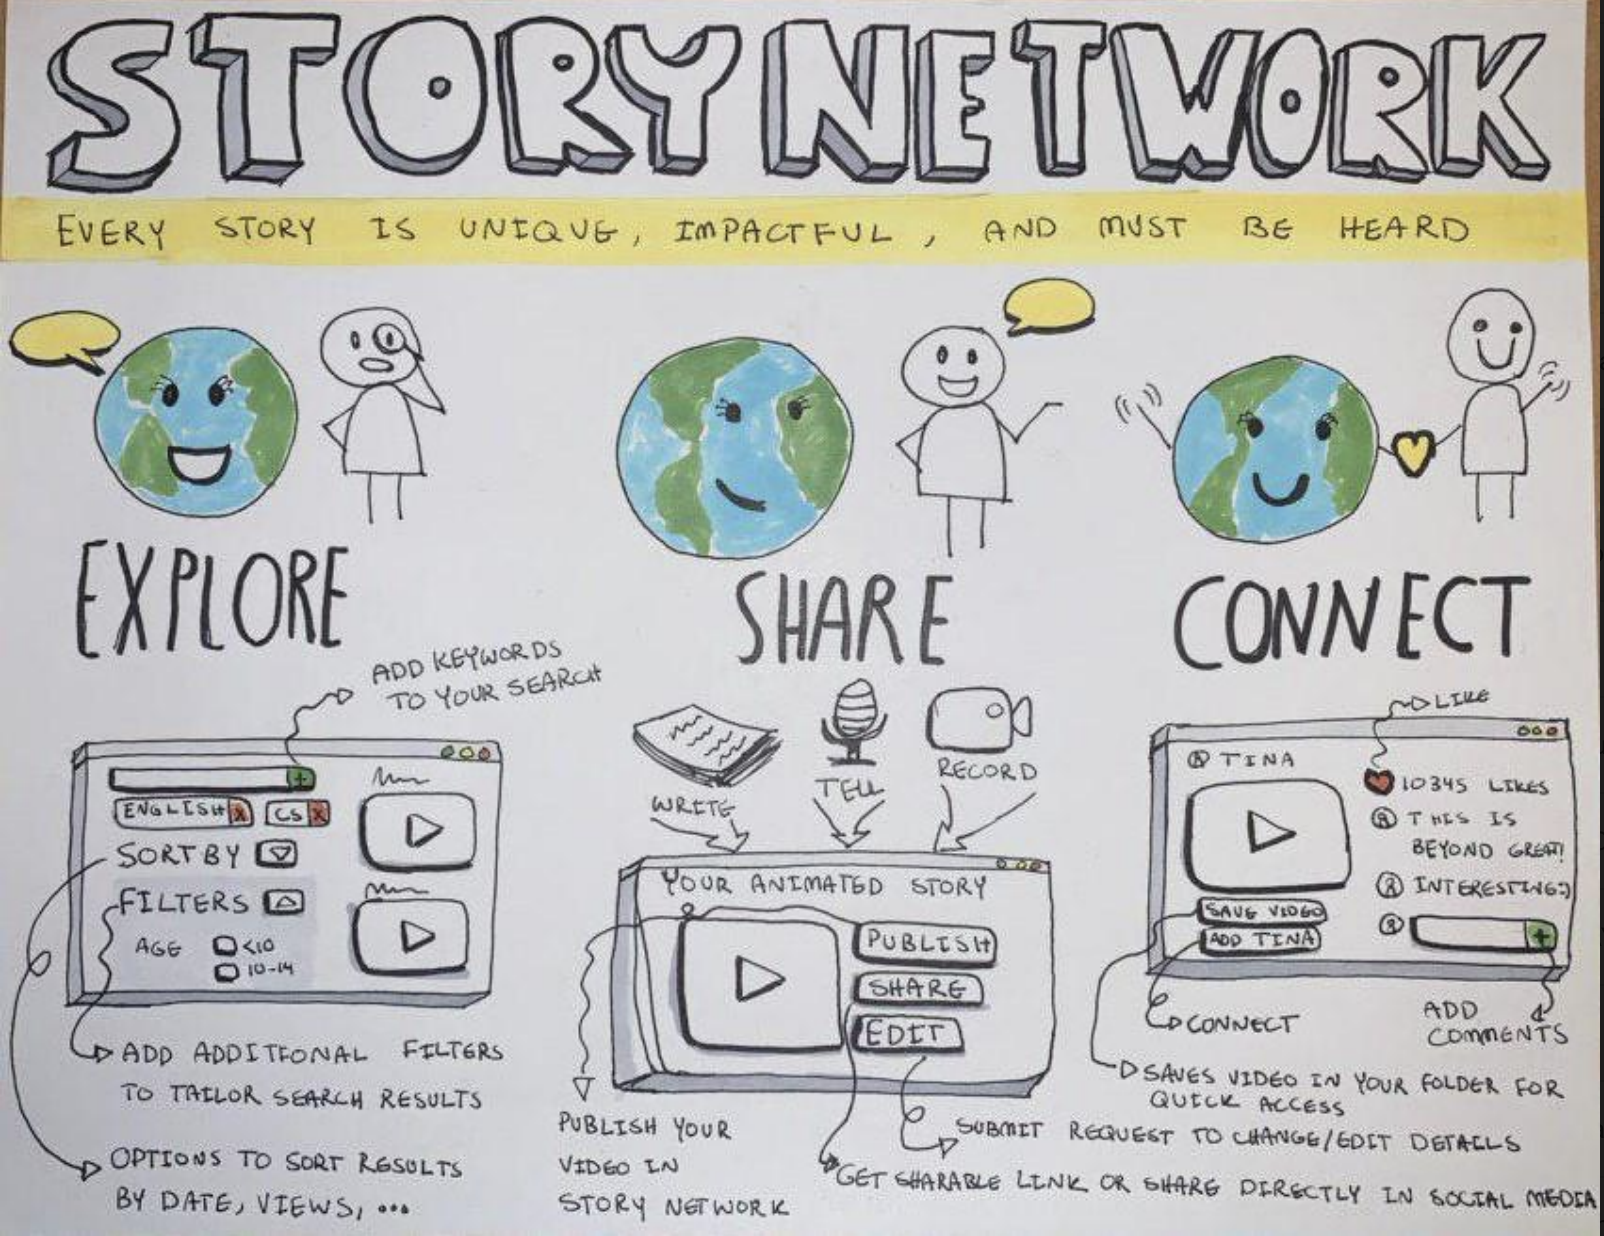 STORY NETWORK
EVERY STORY IS UNIQUE, IMPACTFUL, AND MUST BE HEARD
EXPLORE
ADD KEYWORDS
TO YOUR SEARCH
+
ENGLISH X CS X
SORT BY
FILTERS
AGE <10
10-14
ADD ADDITIONAL FILTERS
TO TAILOR SEARCH RESULTS
OPTIONS TO SORT RESULTS
BY DATE, VIEWS, ...
SHARE
WRITE
TELL
RECORD
YOUR ANIMATED STORY
PUBLISH
SHARE
EDIT
PUBLISH YOUR
VIDEO IN
STORY NETWORK
SUBMIT REQUEST TO CHANGE/EDIT DETAILS
GET SHARABLE LINK OR SHARE DIRECTLY IN SOCIAL MEDIA
CONNECT
LIKE
TINA
10345 LIKES
THIS IS
BEYOND GREAT!
INTERESTING:)
SAVE VIDEO
ADD TINA
+
CONNECT
ADD
COMMENTS
SAVES VIDEO IN YOUR FOLDER FOR
QUICK ACCESS